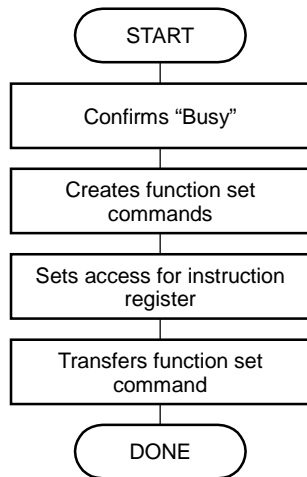 START
Confirms “Busy”
Creates function set
commands
Sets access for instruction
register
Transfers function set
command
DONE